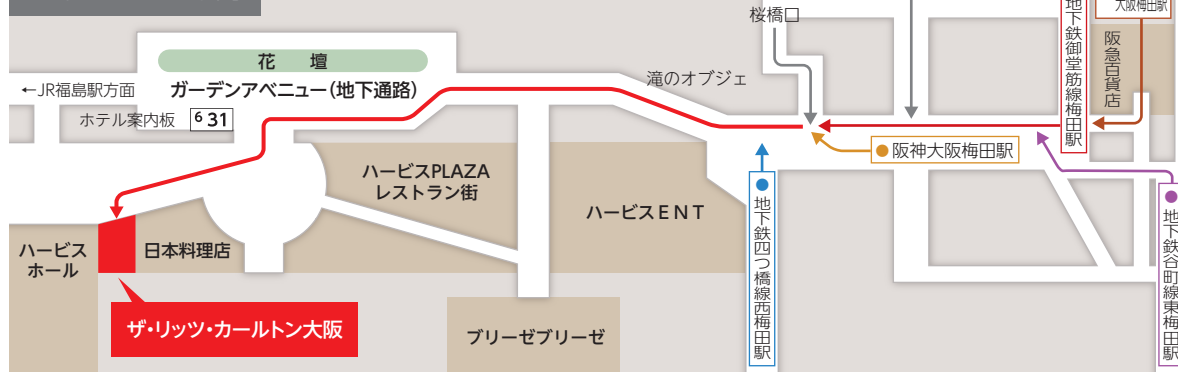 桜橋口
地下鉄御堂筋線梅田駅
大阪梅田駅
阪急百貨店
花 壇
滝のオブジェ
←JR福島駅方面
ガーデンアベニュー(地下通路)
ホテル案内板 6 31
阪神大阪梅田駅
ハービスPLAZA
レストラン街
ハービスENT
地下鉄四つ橋線西梅田駅
地下鉄谷町線東梅田駅
ハービス
ホール
日本料理店
ザ・リッツ・カールトン大阪
ブリーゼブリーゼ